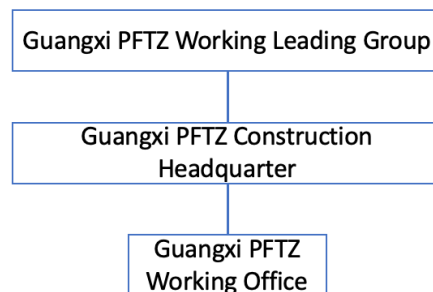 Guangxi PFTZ Working Leading Group
Guangxi PFTZ Construction
Headquarter
Guangxi PFTZ
Working Office